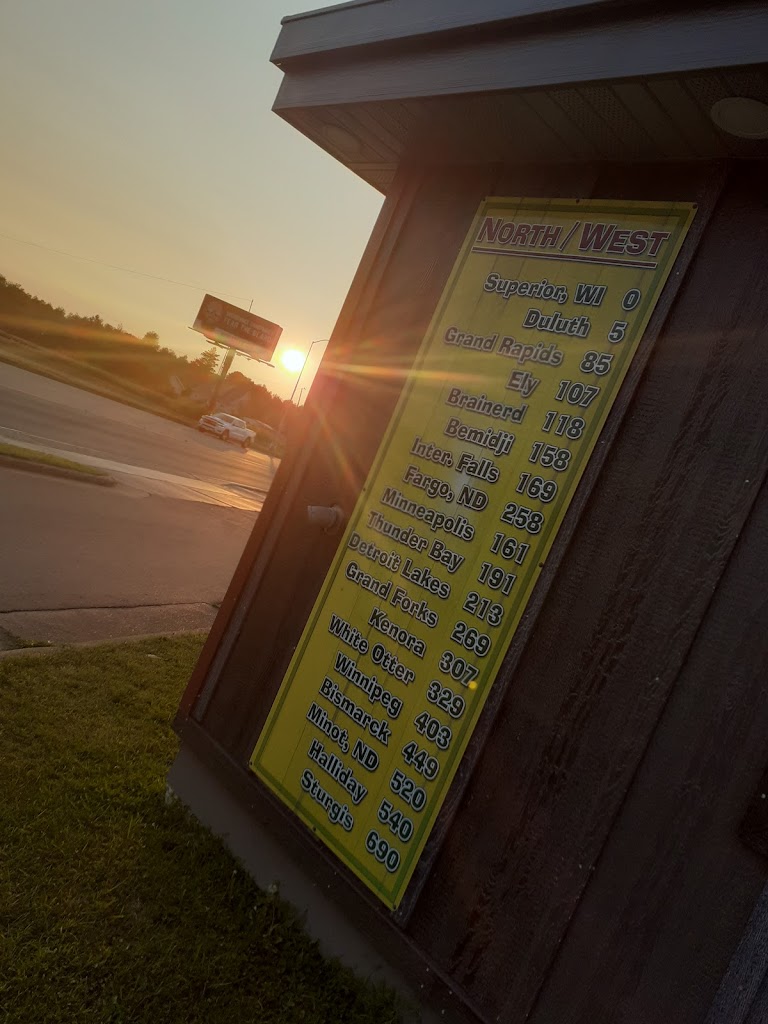 NORTH / WEST
Superior, WI 0
Duluth 5
Grand Rapids 85
Ely 107
Brainerd 118
Bemidji 158
Inter. Falls 169
Fargo, ND 258
Minneapolis 161
Thunder Bay 191
Detroit Lakes 213
Grand Forks 269
Kenora 307
White Otter 329
Winnipeg 403
Bismarck 449
Minot, ND 520
Halliday 540
Sturgis 690